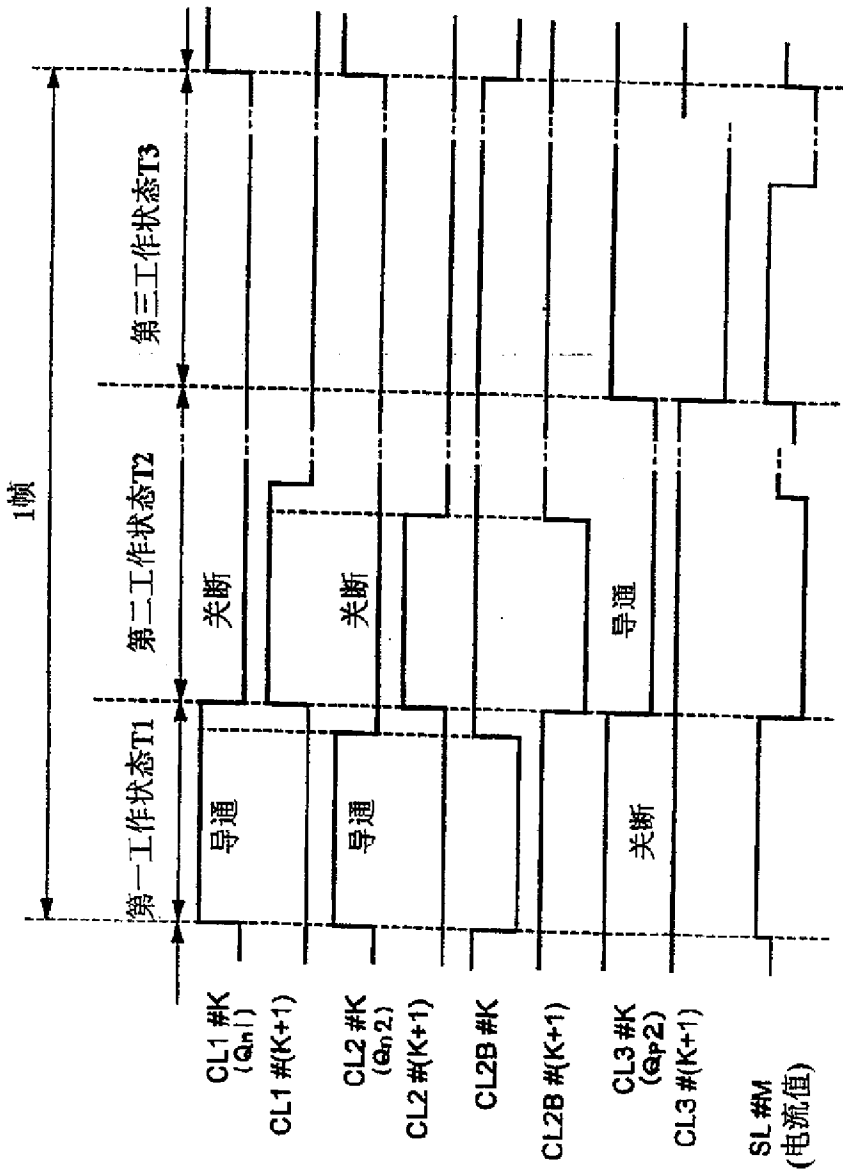 1帧
第一工作状态T1
第二工作状态T2
第三工作状态T3
CL1 #K
(Qn1)
导通
关断
CL1 #(K+1)
CL2 #K
(Qn2)
导通
关断
CL2 #(K+1)
CL2B #K
CL2B #(K+1)
CL3 #K
(Qp2)
关断
导通
CL3 #(K+1)
SL #M
(电流值)